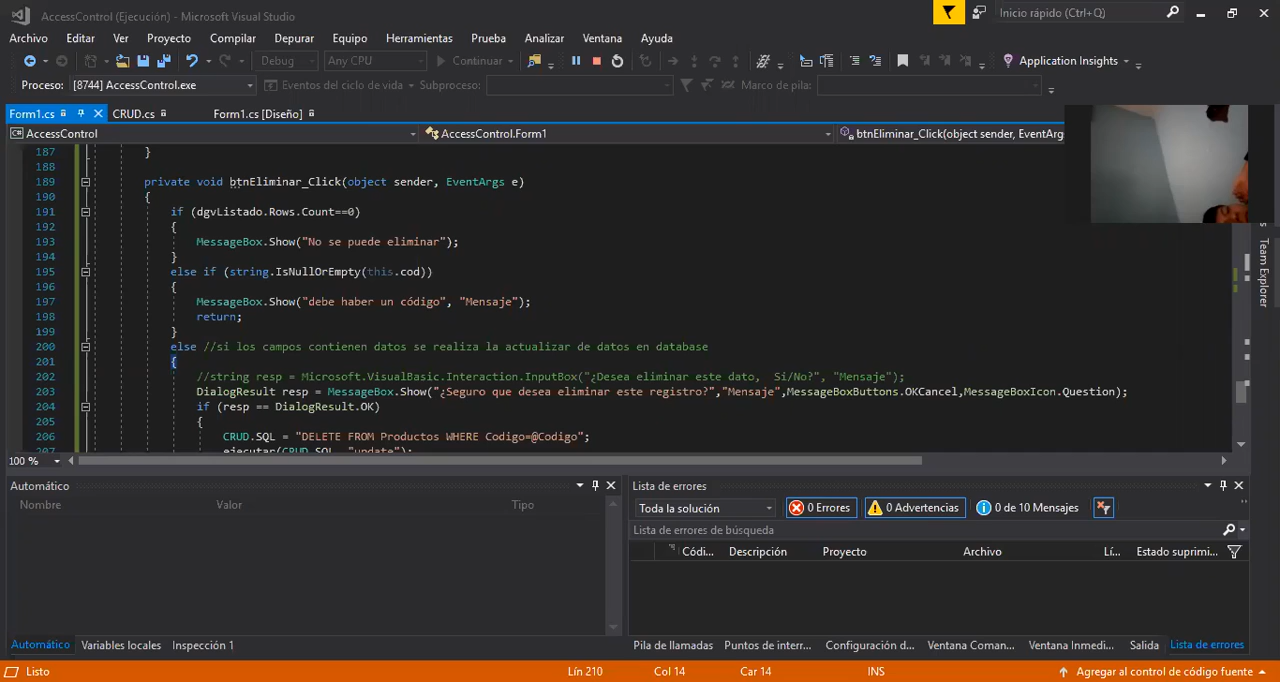 AccessControl (Ejecución) - Microsoft Visual Studio
Inicio rápido (Ctrl+Q)
Archivo Editar Ver Proyecto Compilar Depurar Equipo Herramientas Prueba Analizar Ventana Ayuda
Debug Any CPU Continuar Application Insights
Proceso: [8744] AccessControl.exe Eventos del ciclo de vida Subproceso: Marco de pila:
Form1.cs CRUD.cs Form1.cs [Diseño]
AccessControl AccessControl.Form1 btnEliminar_Click(object sender, EventArg
187 }
188
189 private void btnEliminar_Click(object sender, EventArgs e)
190 {
191 if (dgvListado.Rows.Count==0)
192 {
193 MessageBox.Show("No se puede eliminar");
194 }
195 else if (string.IsNullOrEmpty(this.cod))
196 {
197 MessageBox.Show("debe haber un código", "Mensaje");
198 return;
199 }
200 else //si los campos contienen datos se realiza la actualizar de datos en database
201 {
202 //string resp = Microsoft.VisualBasic.Interaction.InputBox("¿Desea eliminar este dato, Si/No?", "Mensaje");
203 DialogResult resp = MessageBox.Show("¿Seguro que desea eliminar este registro?","Mensaje",MessageBoxButtons.OKCancel,MessageBoxIcon.Question);
204 if (resp == DialogResult.OK)
205 {
206 CRUD.SQL = "DELETE FROM Productos WHERE Codigo=@Codigo";
207 ejecutar(CRUD.SQL, "update");
100 %
Team Explorer
Automático
Nombre Valor Tipo
Lista de errores
Toda la solución 0 Errores 0 Advertencias 0 de 10 Mensajes
Lista de errores de búsqueda
Códi... Descripción Proyecto Archivo Lí... Estado suprimi...
Automático Variables locales Inspección 1
Pila de llamadas Puntos de interr... Configuración d... Ventana Coman... Ventana Inmedi... Salida Lista de errores
Listo Lín 210 Col 14 Car 14 INS Agregar al control de código fuente